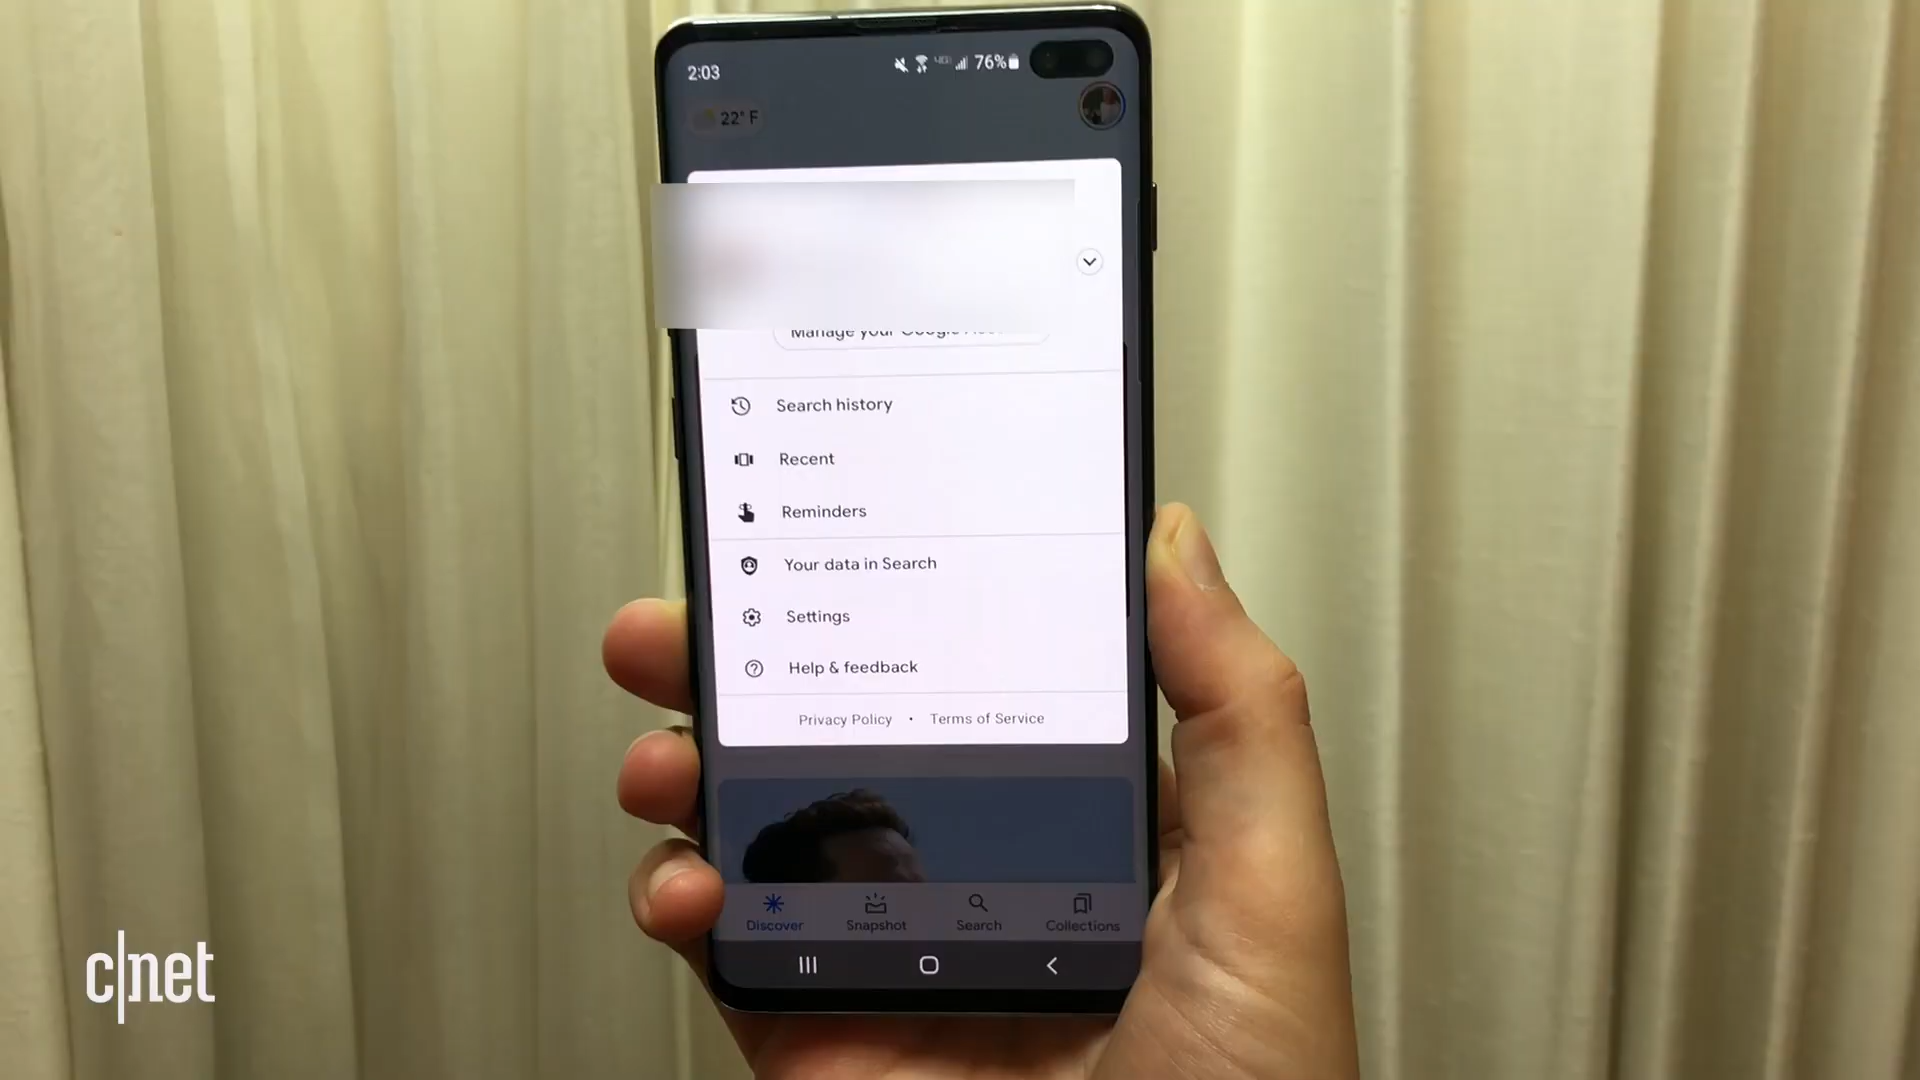 2:03
76%
22° F
Manage your Google
Search history
Recent
Reminders
Your data in Search
Settings
Help & feedback
Privacy Policy • Terms of Service
Discover
Snapshot
Search
Collections
c|net